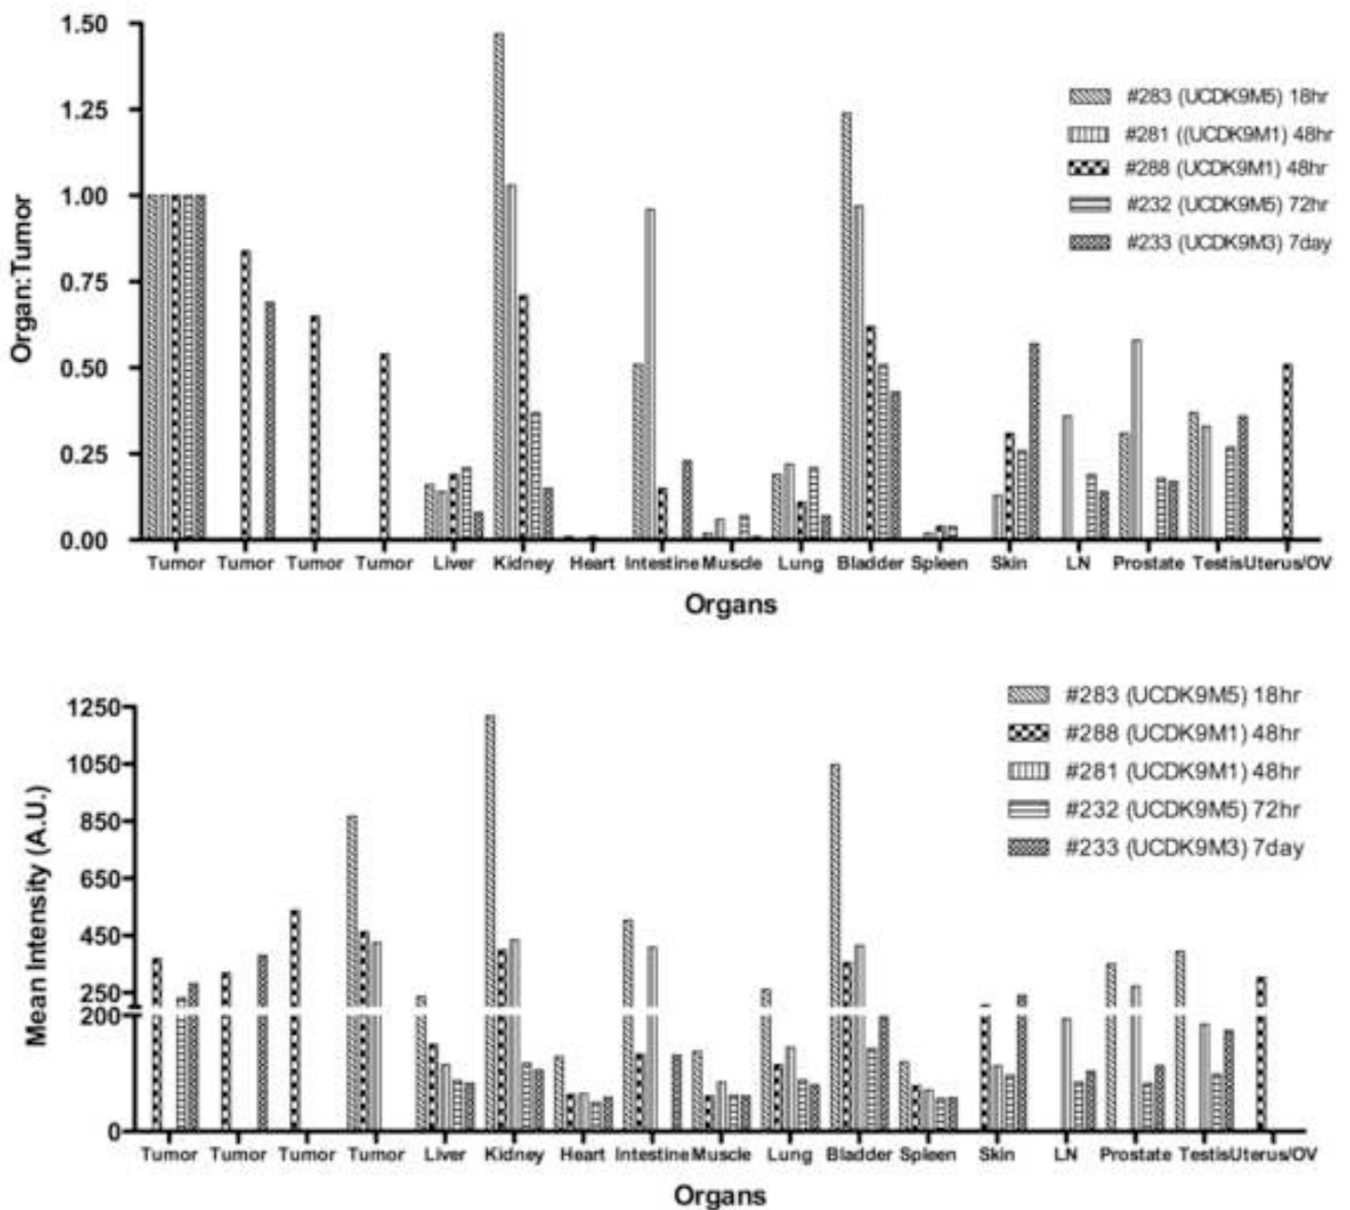 1.50
1.25
1.00
0.75
0.50
0.25
0.00
Organ:Tumor
#283 (UCDK9M5) 18hr
#281 ((UCDK9M1) 48hr
#288 (UCDK9M1) 48hr
#232 (UCDK9M5) 72hr
#233 (UCDK9M3) 7day
Tumor Tumor Tumor Tumor Liver Kidney Heart Intestine Muscle Lung Bladder Spleen Skin LN Prostate Testis Uterus/OV
Organs
1250
1050
850
650
450
250
200
0
Mean Intensity (A.U.)
#283 (UCDK9M5) 18hr
#288 (UCDK9M1) 48hr
#281 (UCDK9M1) 48hr
#232 (UCDK9M5) 72hr
#233 (UCDK9M3) 7day
Tumor Tumor Tumor Tumor Liver Kidney Heart Intestine Muscle Lung Bladder Spleen Skin LN Prostate Testis Uterus/OV
Organs